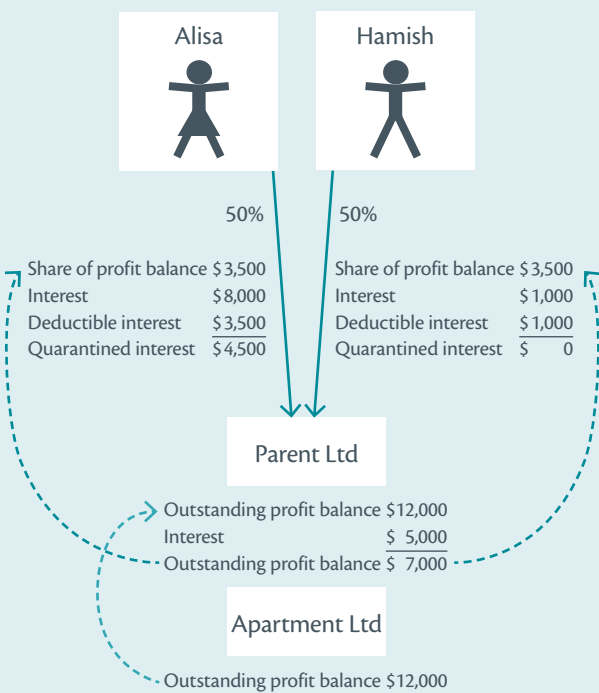 Alisa
Hamish
50%
50%
Share of profit balance $3,500
Interest $8,000
Deductible interest $3,500
Quarantined interest $4,500
Share of profit balance $3,500
Interest $1,000
Deductible interest $1,000
Quarantined interest $ 0
Parent Ltd
Outstanding profit balance $12,000
Interest $ 5,000
Outstanding profit balance $ 7,000
Apartment Ltd
Outstanding profit balance $12,000